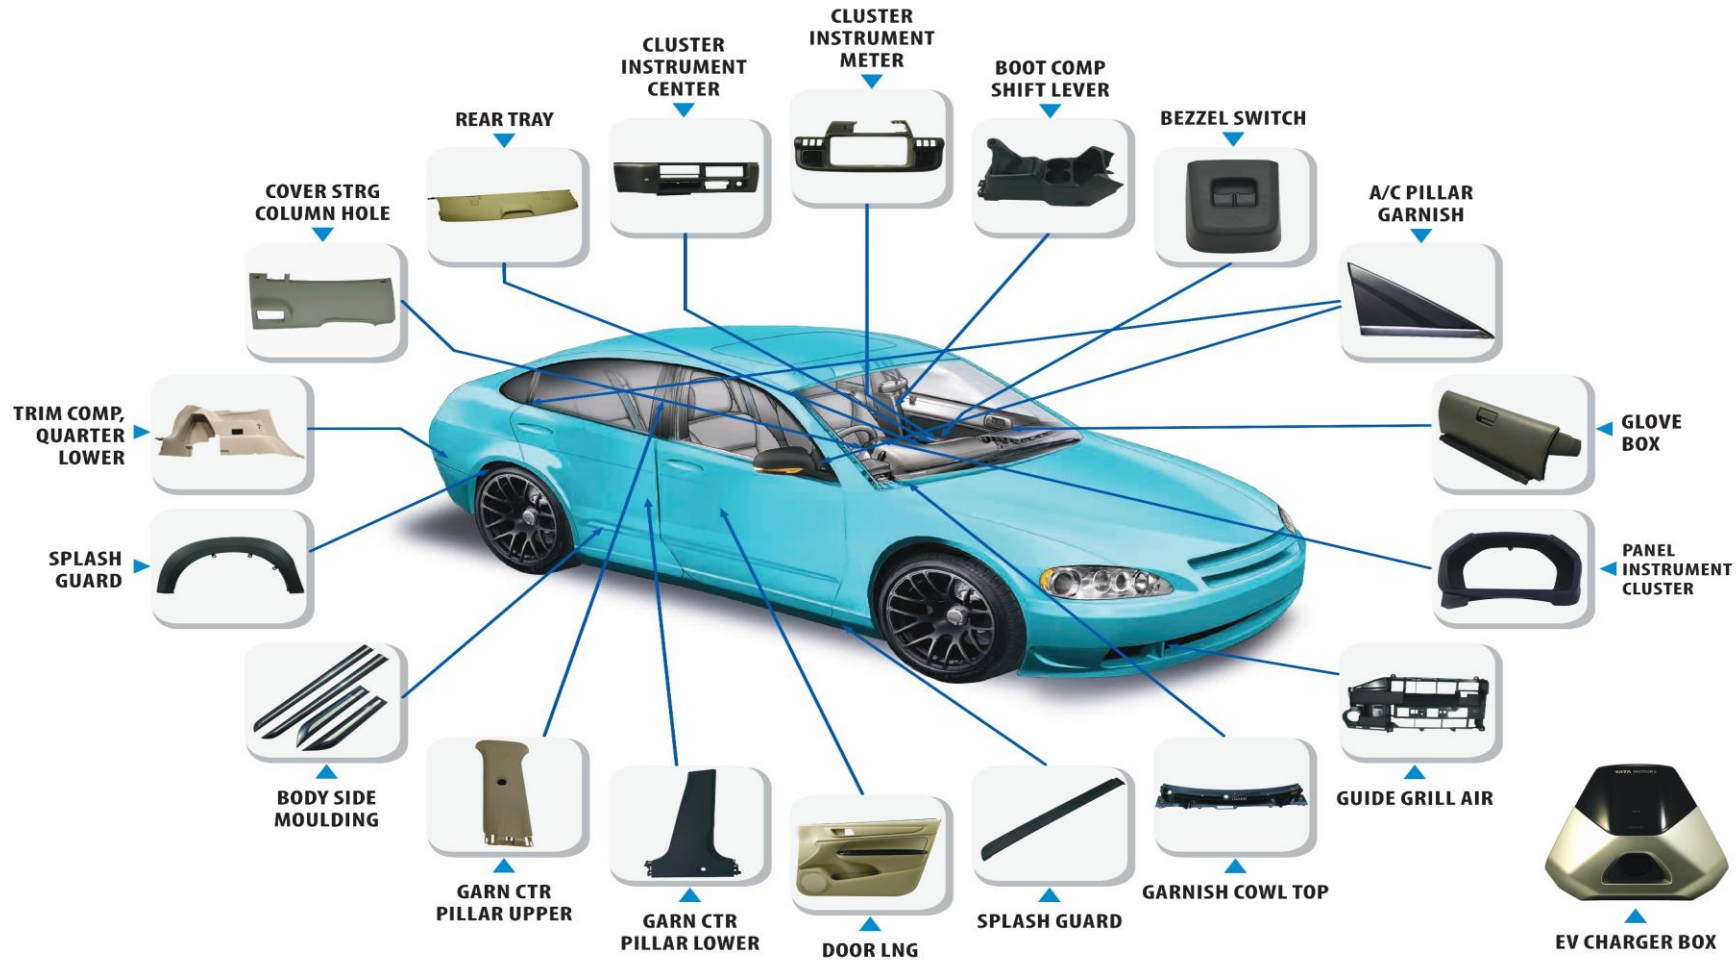 CLUSTER
INSTRUMENT
METER
CLUSTER
INSTRUMENT
CENTER
BOOT COMP
SHIFT LEVER
REAR TRAY
BEZZEL SWITCH
COVER STRG
COLUMN HOLE
A/C PILLAR
GARNISH
TRIM COMP,
QUARTER
LOWER
GLOVE
BOX
SPLASH
GUARD
PANEL
INSTRUMENT
CLUSTER
BODY SIDE
MOULDING
GUIDE GRILL AIR
TATA MOTORS
GARN CTR
PILLAR UPPER
GARN CTR
PILLAR LOWER
DOOR LNG
SPLASH GUARD
GARNISH COWL TOP
EV CHARGER BOX